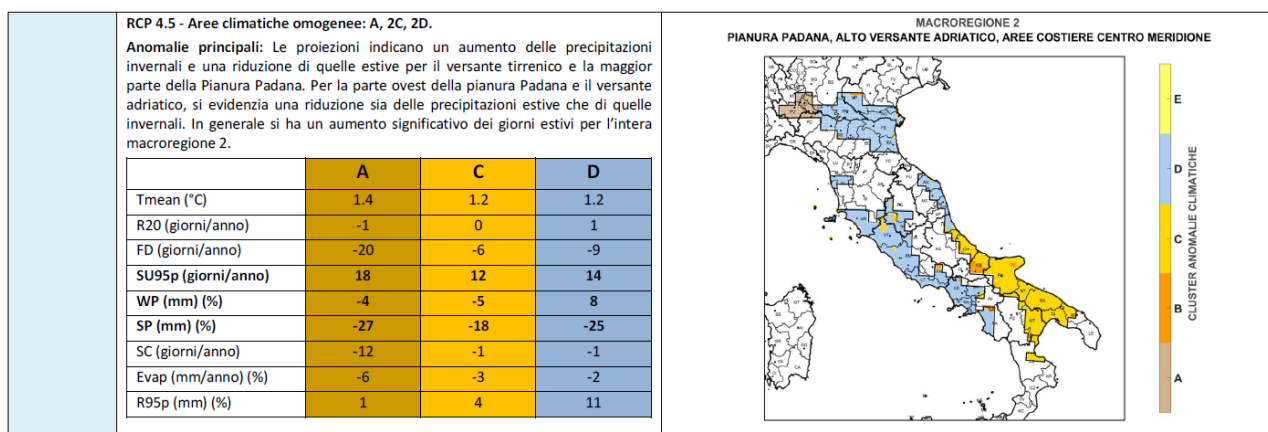 RCP 4.5 - Aree climatiche omogenee: A, 2C, 2D.
Anomalie principali: Le proiezioni indicano un aumento delle precipitazioni
invernali e una riduzione di quelle estive per il versante tirrenico e la maggior
parte della Pianura Padana. Per la parte ovest della pianura Padana e il versante
adriatico, si evidenzia una riduzione sia delle precipitazioni estive che di quelle
invernali. In generale si ha un aumento significativo dei giorni estivi per l'intera
macroregione 2.
A C D
Tmean (°C) 1.4 1.2 1.2
R20 (giorni/anno) -1 0 1
FD (giorni/anno) -20 -6 -9
SU95p (giorni/anno) 18 12 14
WP (mm) (%) -4 -5 8
SP (mm) (%) -27 -18 -25
SC (giorni/anno) -12 -1 -1
Evap (mm/anno) (%) -6 -3 -2
R95p (mm) (%) 1 4 11
MACROREGIONE 2
PIANURA PADANA, ALTO VERSANTE ADRIATICO, AREE COSTIERE CENTRO MERIDIONE
E
D
C
B
A
CLUSTER ANOMALIE CLIMATICHE